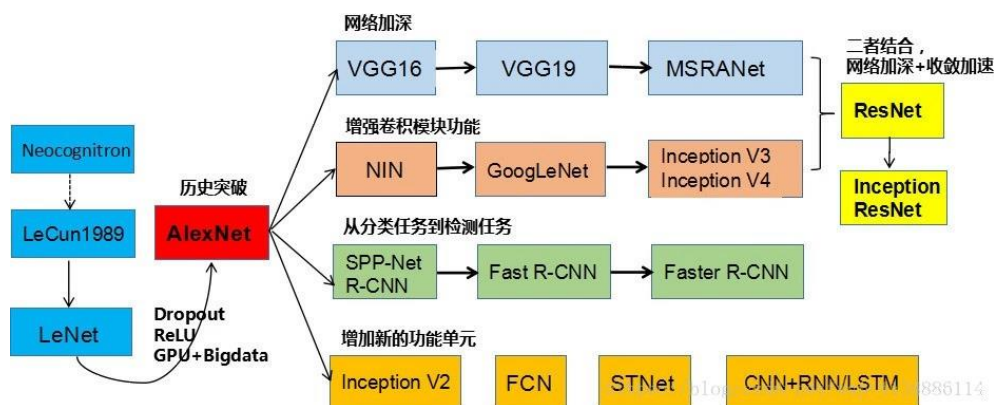 网络加深
VGG16
VGG19
MSRANet
二者结合，
网络加深+收敛加速
ResNet
Inception
ResNet
增强卷积模块功能
NIN
GoogLeNet
Inception V3
Inception V4
Neocognitron
LeCun1989
LeNet
历史突破
AlexNet
Dropout
ReLU
GPU+Bigdata
从分类任务到检测任务
SPP-Net
R-CNN
Fast R-CNN
Faster R-CNN
增加新的功能单元
Inception V2
FCN
STNet
CNN+RNN/LSTM